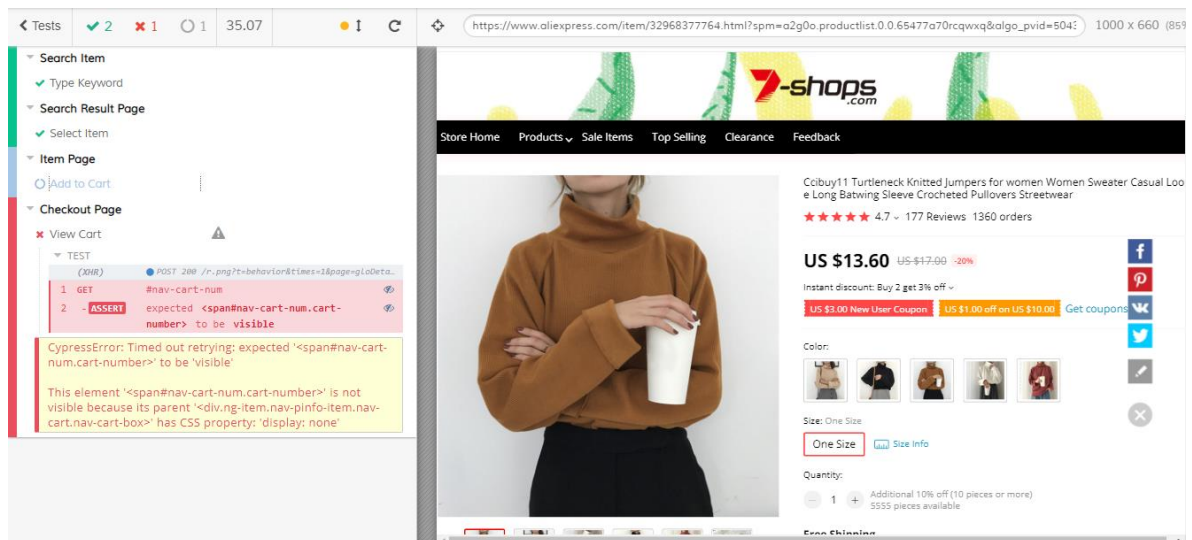 Tests 2 1 1 35.07
https://www.aliexpress.com/item/32968377764.html?spm=a2g0o.productlist.0.0.65477a70rcqwxq&algo_pvid=504 1000 x 660 (85%
Search Item
Type Keyword
Search Result Page
Select Item
Item Page
Add to Cart
Checkout Page
View Cart
TEST
(XHR) POST 200 /r.png?t=behavior&times=1&page=gloDeta...
1 GET #nav-cart-num
2 - ASSERT expected <span#nav-cart-num.cart-
number> to be visible
CypressError: Timed out retrying: expected '<span#nav-cart-
num.cart-number>' to be 'visible'
This element '<span#nav-cart-num.cart-number>' is not
visible because its parent '<div.ng-item.nav-pinfo-item.nav-
cart.nav-cart-box>' has CSS property: 'display: none'
7-shops
.com
Store Home Products Sale Items Top Selling Clearance Feedback
Ccibuy11 Turtleneck Knitted Jumpers for women Women Sweater Casual Loo
e Long Batwing Sleeve Crocheted Pullovers Streetwear
4.7 177 Reviews 1360 orders
US $13.60 US $17.00 -20%
Instant discount: Buy 2 get 3% off
US $3.00 New User Coupon US $1.00 off on US $10.00 Get coupons
Color:
Size: One Size
One Size Size Info
Quantity:
1 + Additional 10% off (10 pieces or more)
5555 pieces available
Free Shipping